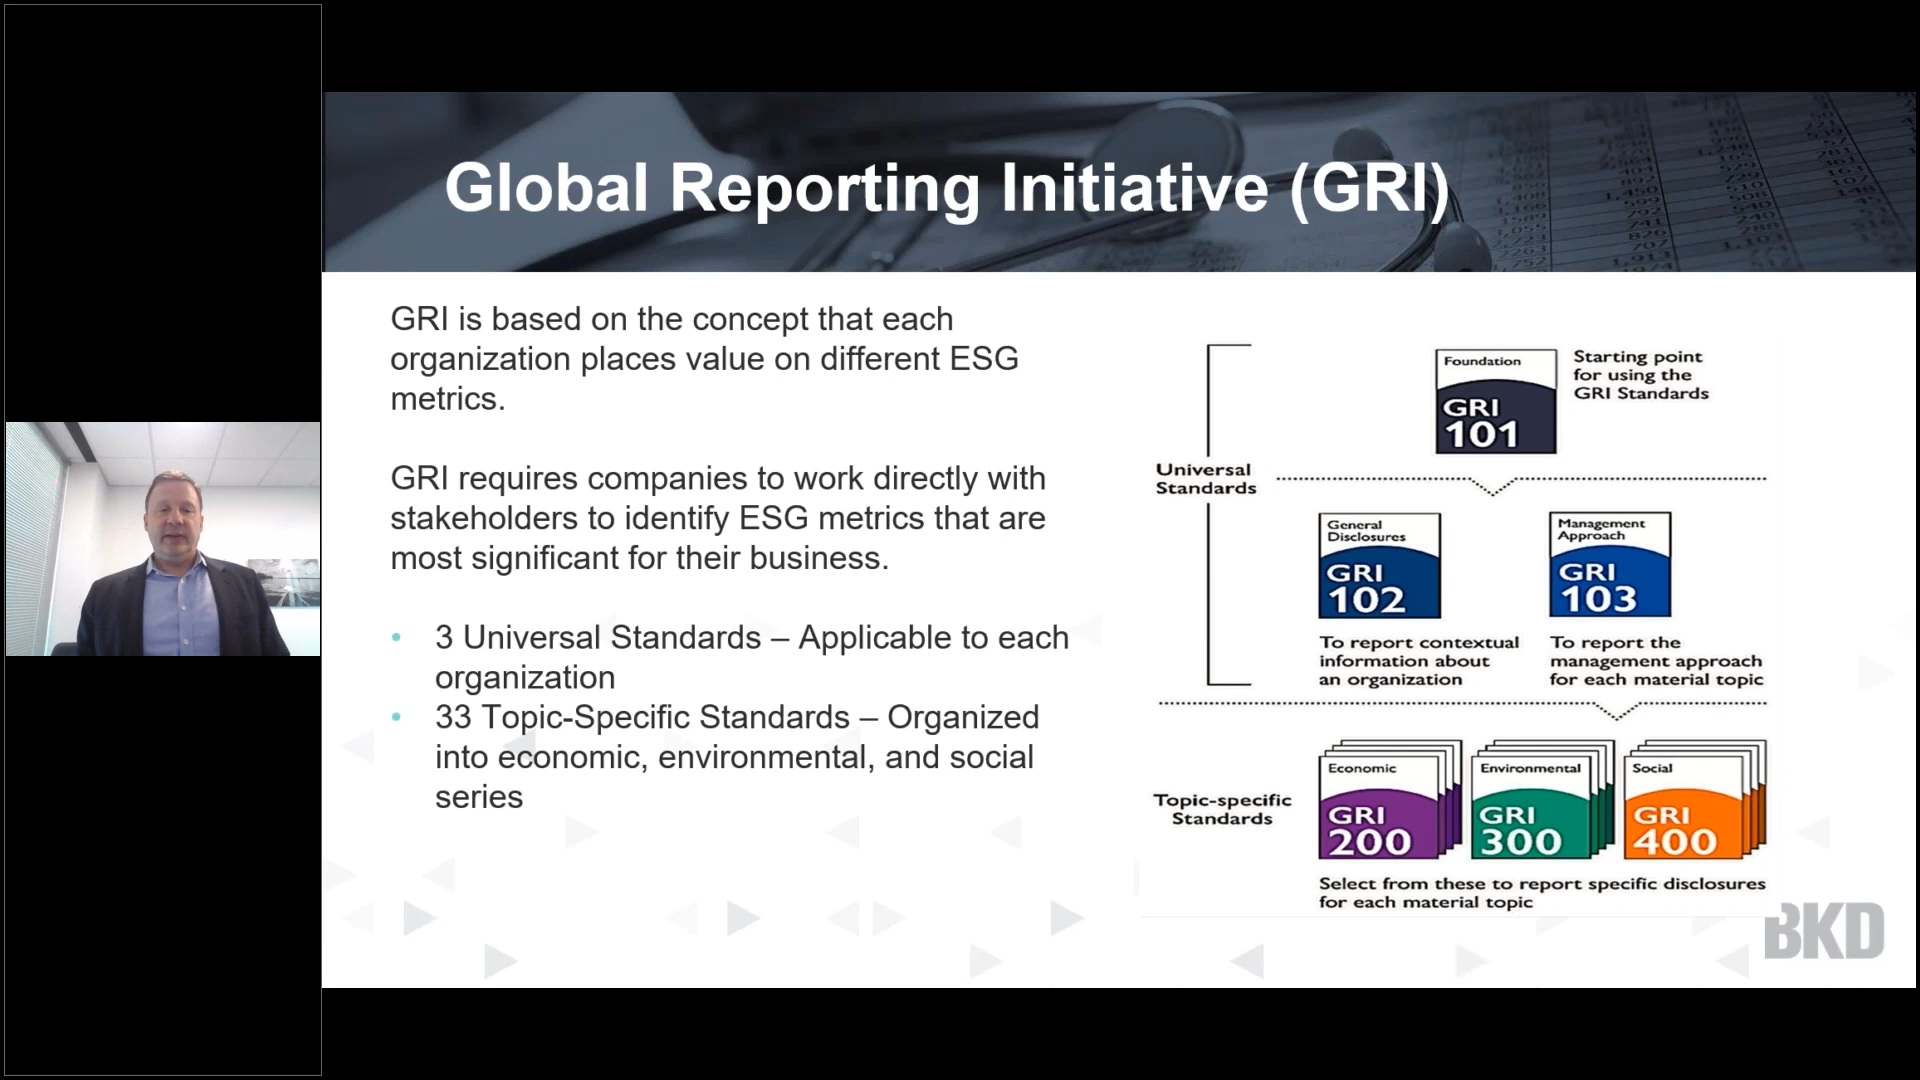 Global Reporting Initiative (GRI)
GRI is based on the concept that each
organization places value on different ESG
metrics.
GRI requires companies to work directly with
stakeholders to identify ESG metrics that are
most significant for their business.
• 3 Universal Standards – Applicable to each
organization
• 33 Topic-Specific Standards – Organized
into economic, environmental, and social
series
Universal
Standards
Foundation
GRI
101
Starting point
for using the
GRI Standards
General
Disclosures
GRI
102
To report contextual
information about
an organization
Management
Approach
GRI
103
To report the
management approach
for each material topic
Topic-specific
Standards
Economic
GRI
200
Environmental
GRI
300
Social
GRI
400
Select from these to report specific disclosures
for each material topic
BKD